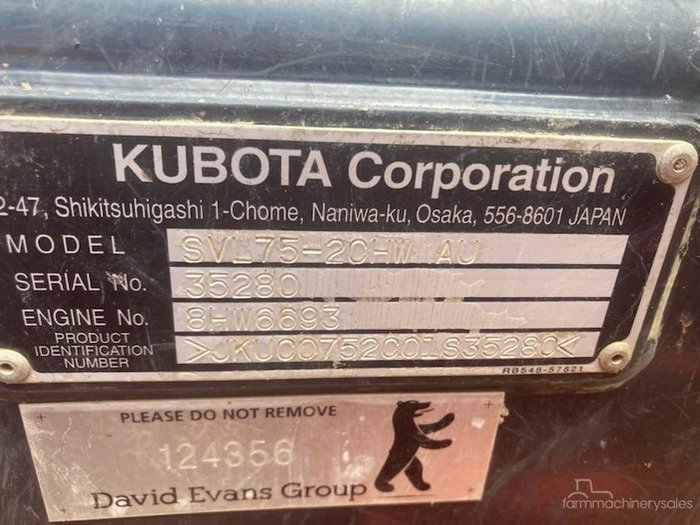 KUBOTA Corporation
2-47, Shikitsuhigashi 1-Chome, Naniwa-ku, Osaka, 556-8601 JAPAN
MODEL SVL75-2CHW AU
SERIAL No. 35280
ENGINE No. 8HW6693
PRODUCT IDENTIFICATION NUMBER >JKUC0752C01S35280<
RB548-57821
PLEASE DO NOT REMOVE
124356
David Evans Group
farmmachinerysales